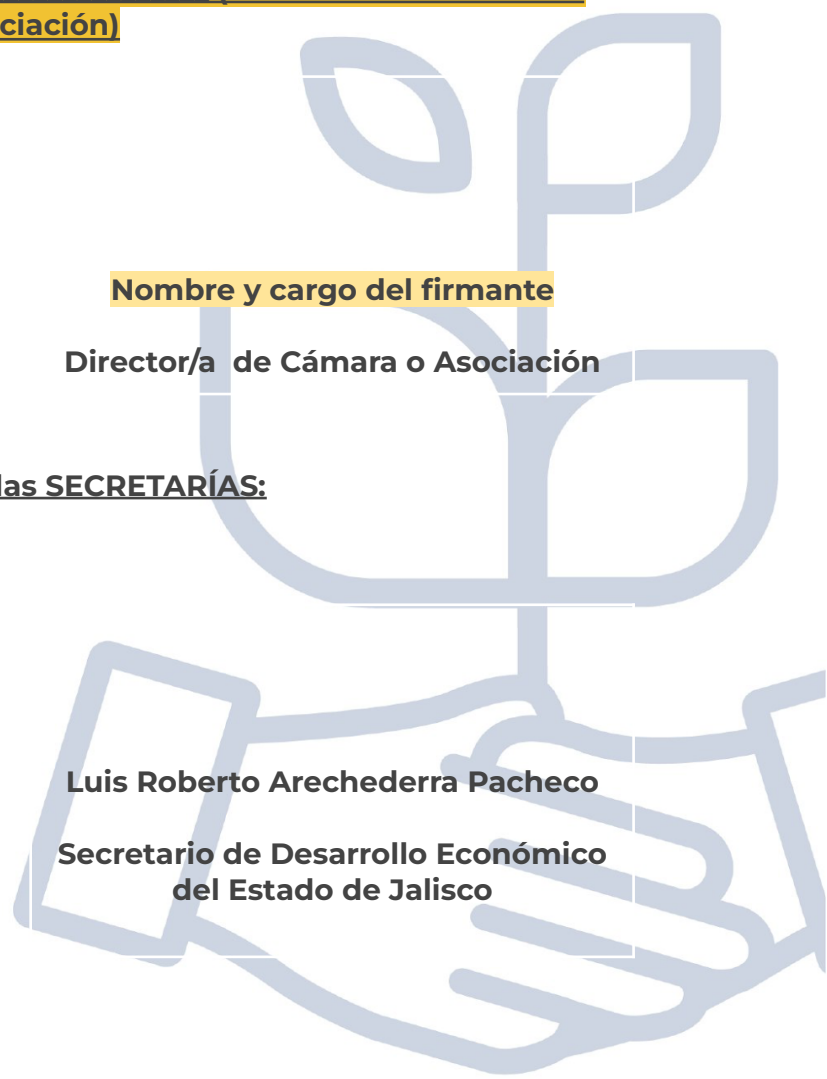 ciación)
Nombre y cargo del firmante
Director/a  de Cámara o Asociación
las SECRETARÍAS:
Luis Roberto Arechederra Pacheco
Secretario de Desarrollo Económico
del Estado de Jalisco